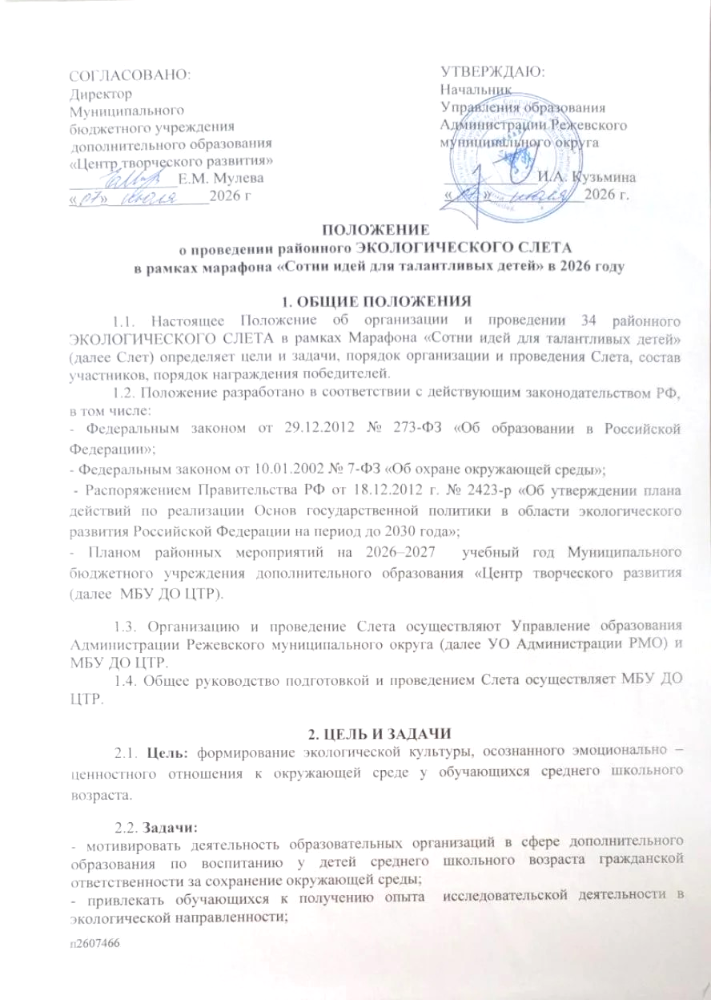 СОГЛАСОВАНО:
Директор
Муниципального
бюджетного учреждения
дополнительного образования
«Центр творческого развития»
Е.М. Мулева
«07» июля 2026 г
УТВЕРЖДАЮ:
Начальник
Управления образования
Администрации Режевского
муниципального округа
И.А. Кузьмина
«07» июля 2026 г.
ПОЛОЖЕНИЕ
о проведении районного ЭКОЛОГИЧЕСКОГО СЛЕТА
в рамках марафона «Сотни идей для талантливых детей» в 2026 году
1. ОБЩИЕ ПОЛОЖЕНИЯ
1.1. Настоящее Положение об организации и проведении 34 районного
ЭКОЛОГИЧЕСКОГО СЛЕТА в рамках Марафона «Сотни идей для талантливых детей»
(далее Слет) определяет цели и задачи, порядок организации и проведения Слета, состав
участников, порядок награждения победителей.
1.2. Положение разработано в соответствии с действующим законодательством РФ,
в том числе:
- Федеральным законом от 29.12.2012 № 273-ФЗ «Об образовании в Российской
Федерации»;
- Федеральным законом от 10.01.2002 № 7-ФЗ «Об охране окружающей среды»;
- Распоряжением Правительства РФ от 18.12.2012 г. № 2423-р «Об утверждении плана
действий по реализации Основ государственной политики в области экологического
развития Российской Федерации на период до 2030 года»;
- Планом районных мероприятий на 2026–2027 учебный год Муниципального
бюджетного учреждения дополнительного образования «Центр творческого развития
(далее МБУ ДО ЦТР).
1.3. Организацию и проведение Слета осуществляют Управление образования
Администрации Режевского муниципального округа (далее УО Администрации РМО) и
МБУ ДО ЦТР.
1.4. Общее руководство подготовкой и проведением Слета осуществляет МБУ ДО
ЦТР.
2. ЦЕЛЬ И ЗАДАЧИ
2.1. Цель: формирование экологической культуры, осознанного эмоционально –
ценностного отношения к окружающей среде у обучающихся среднего школьного
возраста.
2.2. Задачи:
- мотивировать деятельность образовательных организаций в сфере дополнительного
образования по воспитанию у детей среднего школьного возраста гражданской
ответственности за сохранение окружающей среды;
- привлекать обучающихся к получению опыта исследовательской деятельности в
экологической направленности;
п2607466